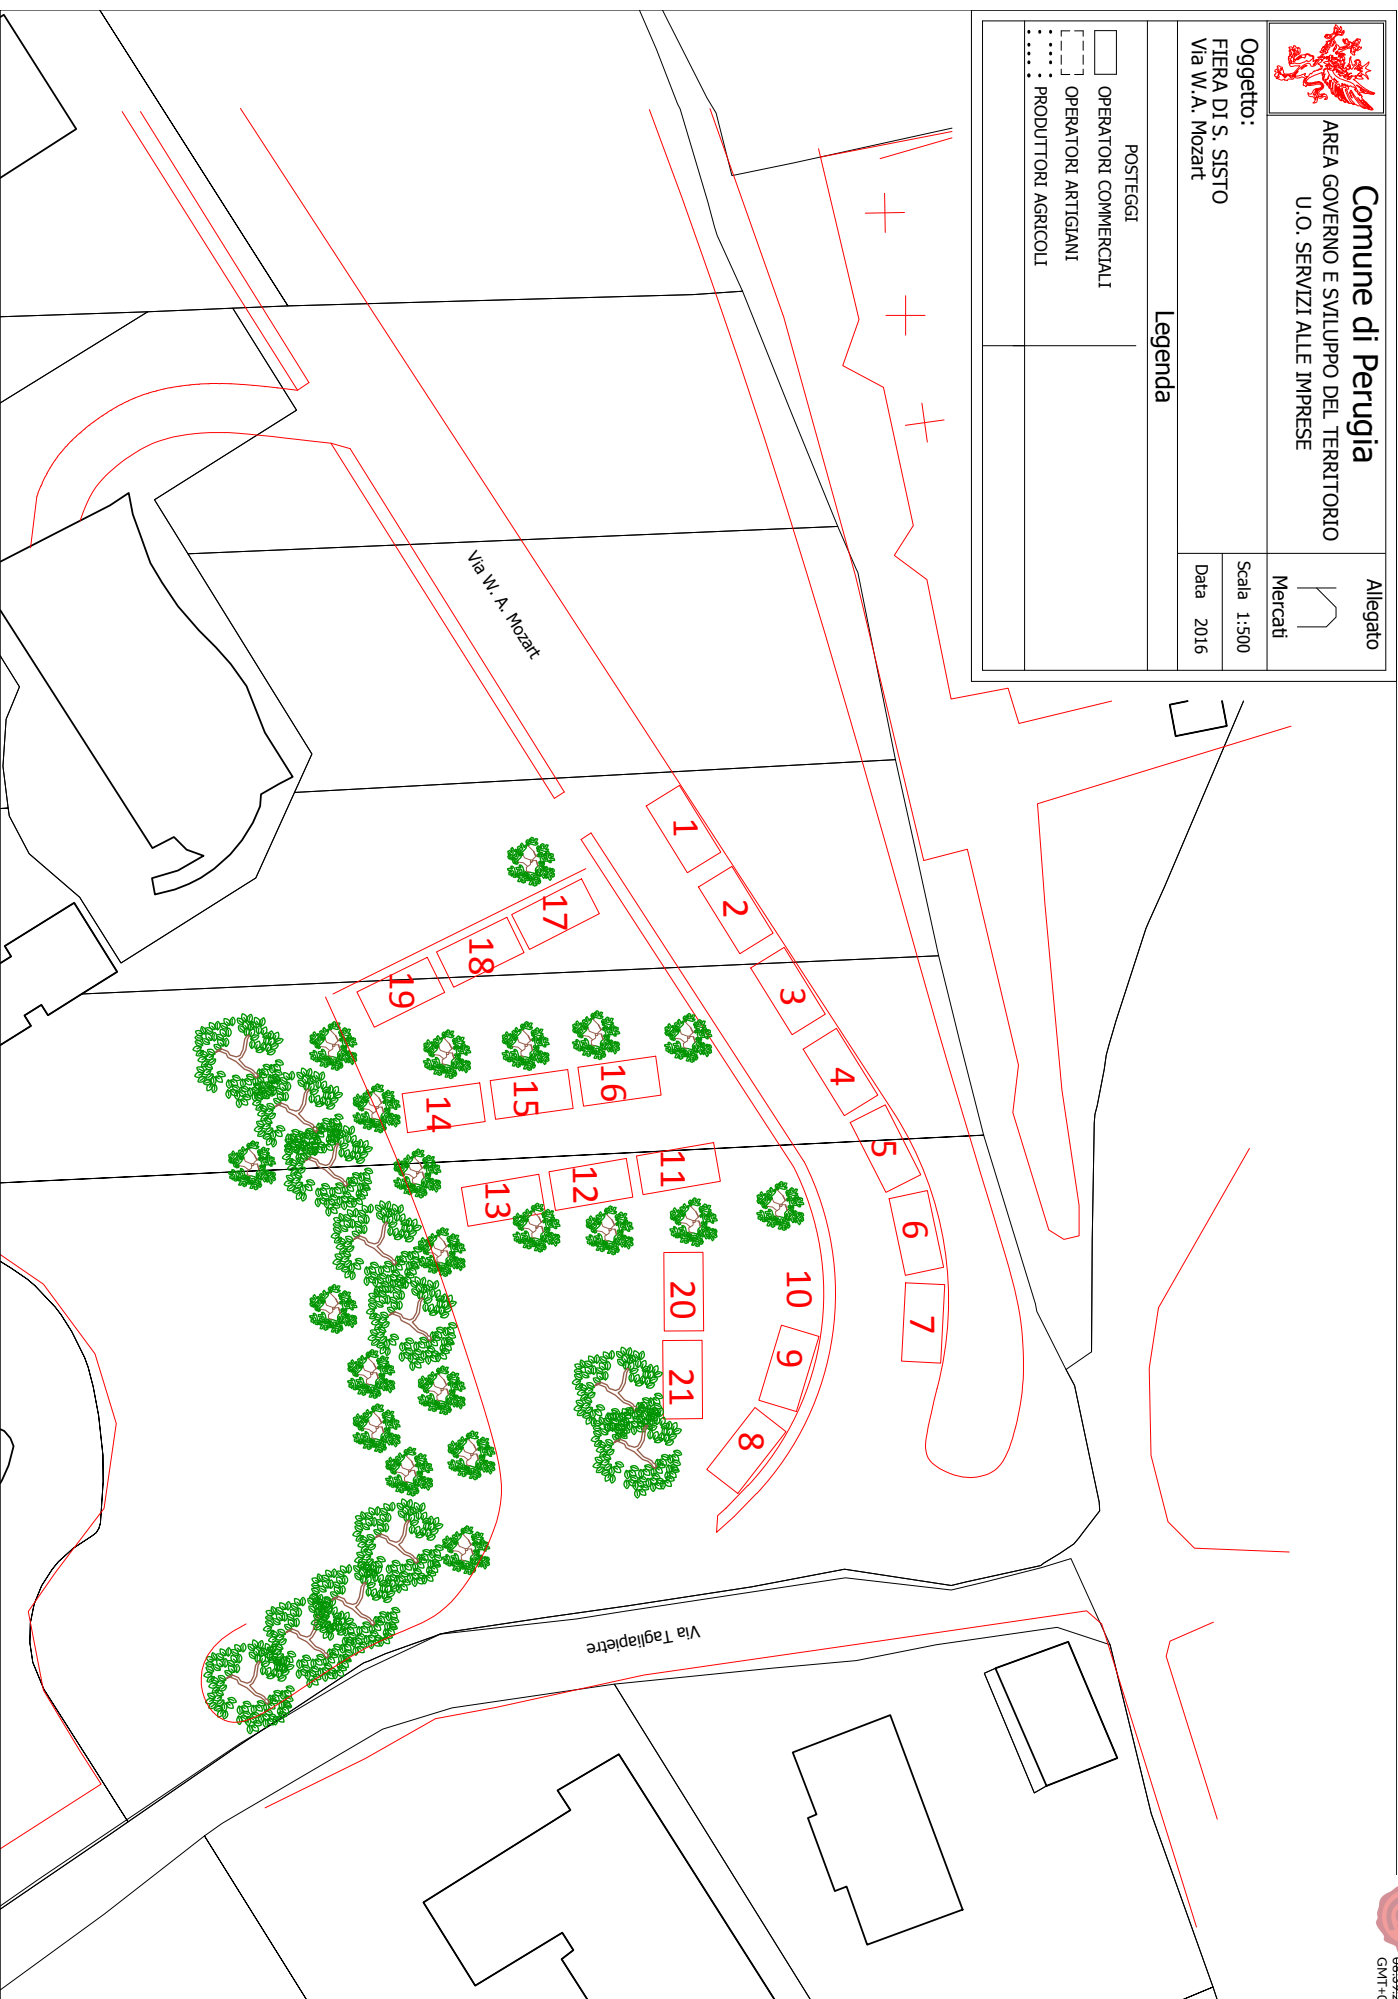 Comune di Perugia
AREA GOVERNO E SVILUPPO DEL TERRITORIO
U.O. SERVIZI ALLE IMPRESE
Allegato
Mercati
Oggetto:
FIERA DI S. SISTO
Via W.A. Mozart
Scala 1:500
Data 2016
Legenda
POSTEGGI
OPERATORI COMMERCIALI
OPERATORI ARTIGIANI
PRODUTTORI AGRICOLI
Via W. A. Mozart
1
2
3
4
5
6
7
8
9
10
11
12
13
14
15
16
17
18
19
20
21
Via Tagliapietre